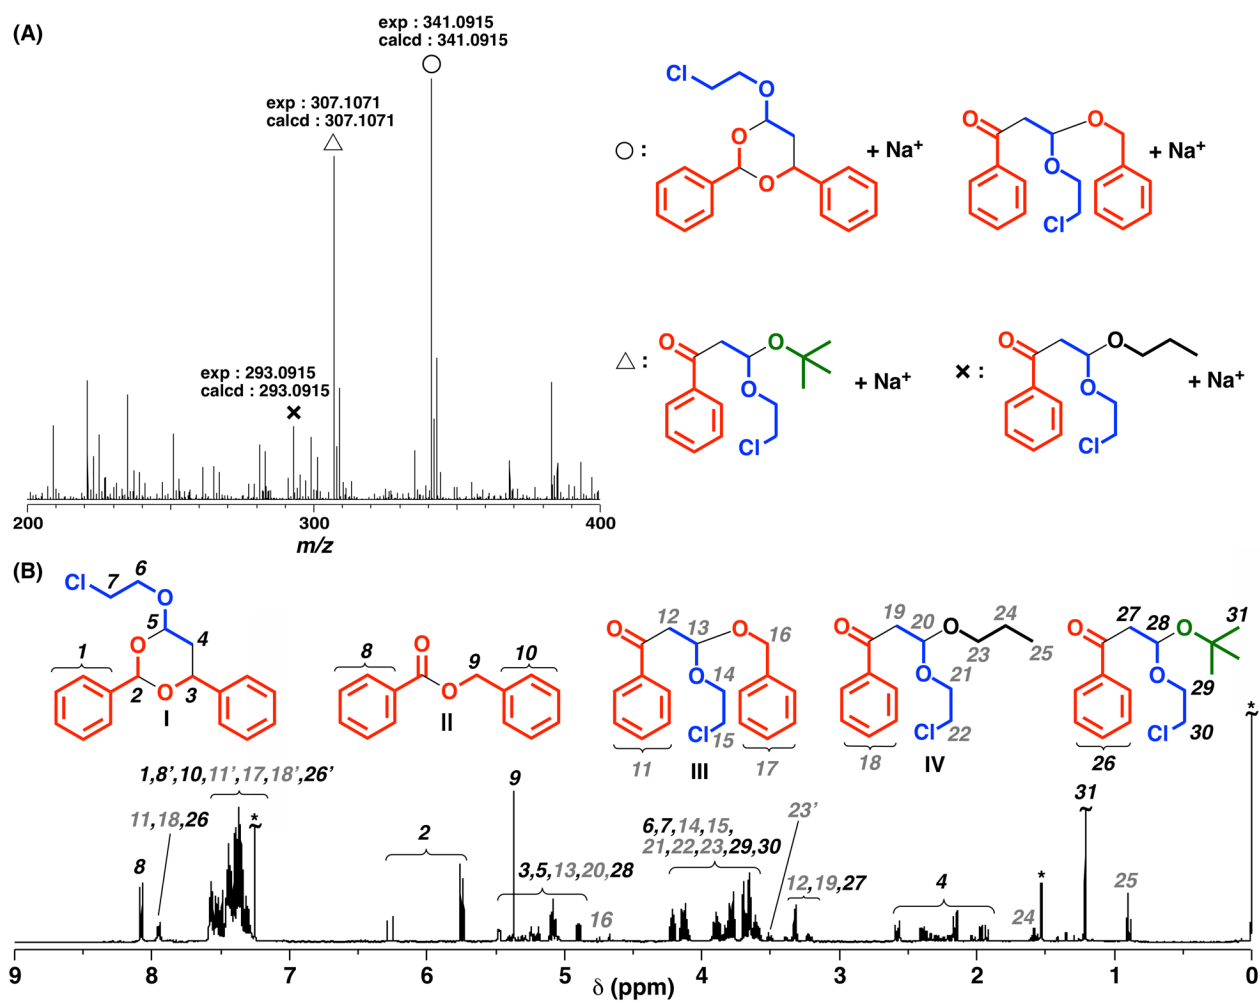 (A)
exp : 341.0915
calcd : 341.0915
exp : 307.1071
calcd : 307.1071
exp : 293.0915
calcd : 293.0915
200 300 400
m/z
○ :
Cl O O O + Na⁺
O O O Cl + Na⁺
△ :
O O O Cl + Na⁺
× :
O O O Cl + Na⁺
(B)
Cl 7 6 O 5 4 O 1 2 O 3 I
8 O 9 10 O II
12 O 13 O 16 14 O Cl 15 11 III 17
19 20 24 O O 23 25 21 O Cl 22 18 IV
27 28 31 O O 29 O Cl 30 26
1,8’,10,11’,17,18’,26’
11,18,26
*
8
2
9
3,5,13,20,28
16
6,7,14,15,
21,22,23,29,30
23’
12,19,27
4
24
*
31
25
*
9 8 7 6 5 4 3 2 1 0
δ (ppm)